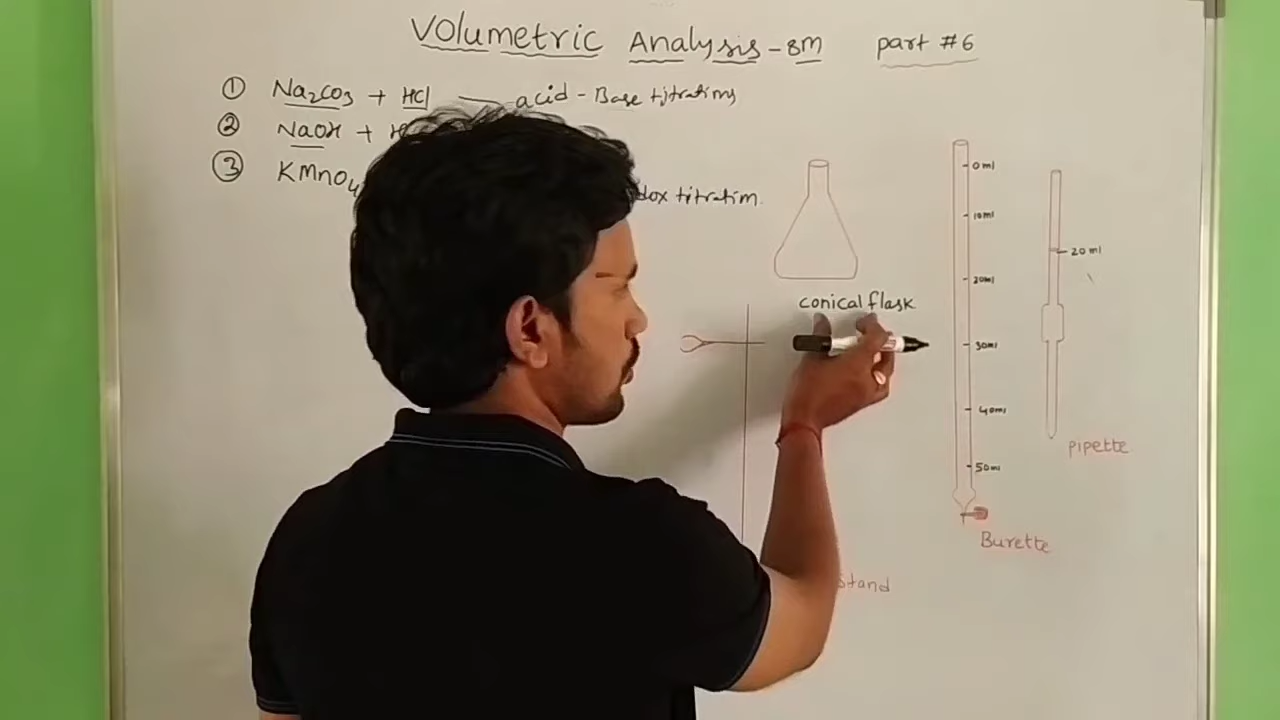 Volumetric Analysis - 8M part #6
① Na₂CO₃ + HCl — acid - Base titrations
② NaOH + H
③ KMnO₄
dox titration.
0ml
10ml
20ml
20ml
conical flask
30ml
40ml
pipette
50ml
Burette
Stand